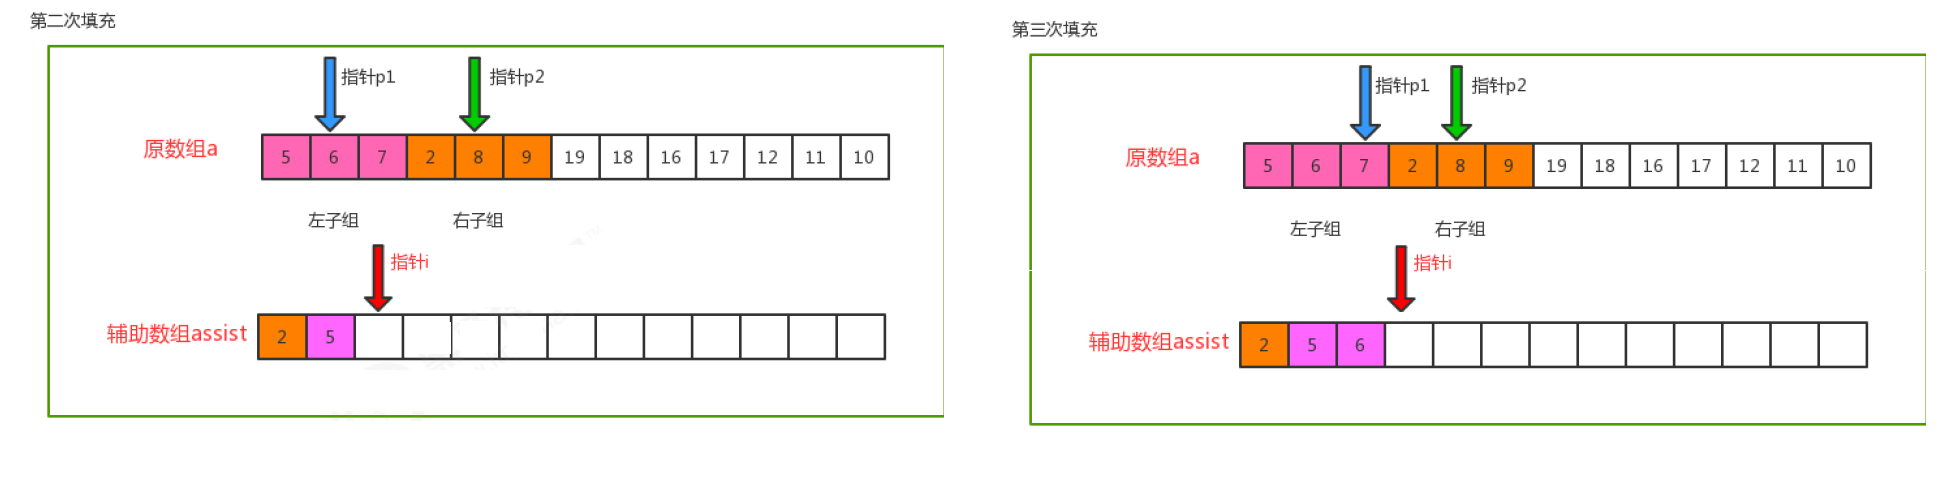 第二次填充
指针p1 指针p2
原数组a 5 6 7 2 8 9 19 18 16 17 12 11 10
左子组 右子组
指针i
辅助数组assist 2 5
第三次填充
指针p1 指针p2
原数组a 5 6 7 2 8 9 19 18 16 17 12 11 10
左子组 右子组
指针i
辅助数组assist 2 5 6